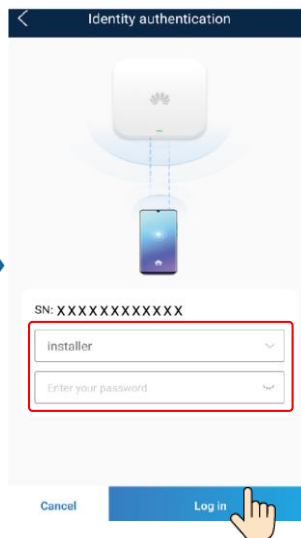 Identity authentication
SN: XXXXXXXXXXXX
installer
Enter your password
Cancel Log in